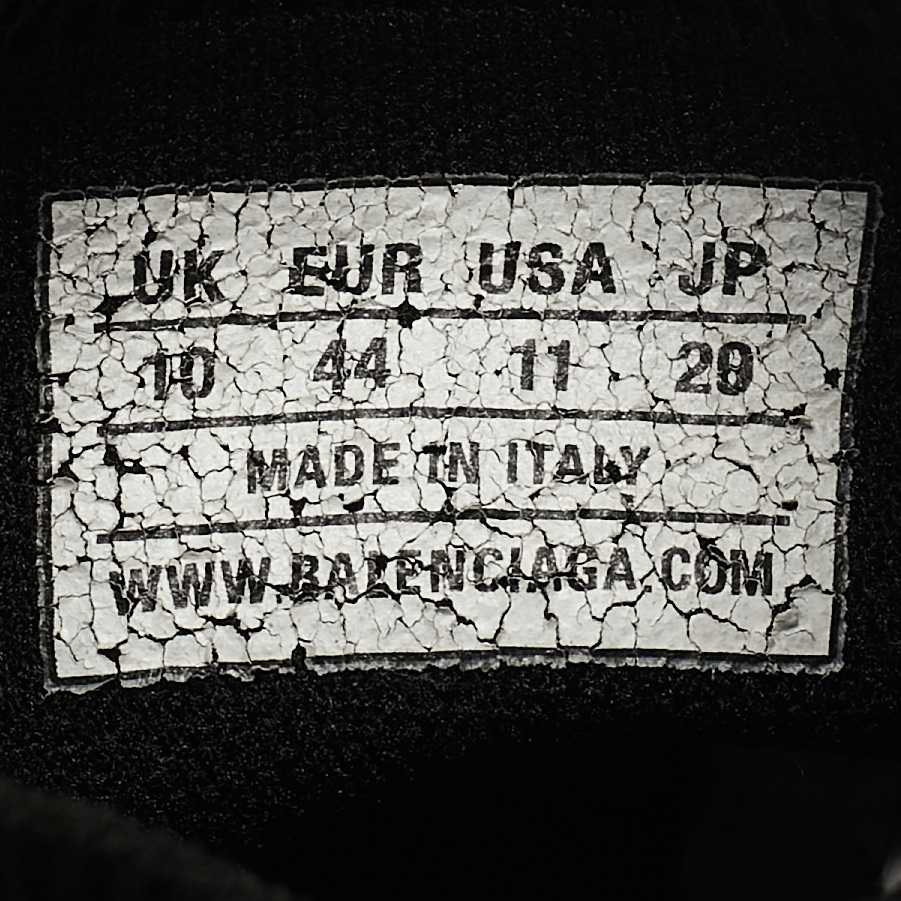 UK EUR USA JP
10 44 11 29
MADE IN ITALY
WWW.BALENCIAGA.COM